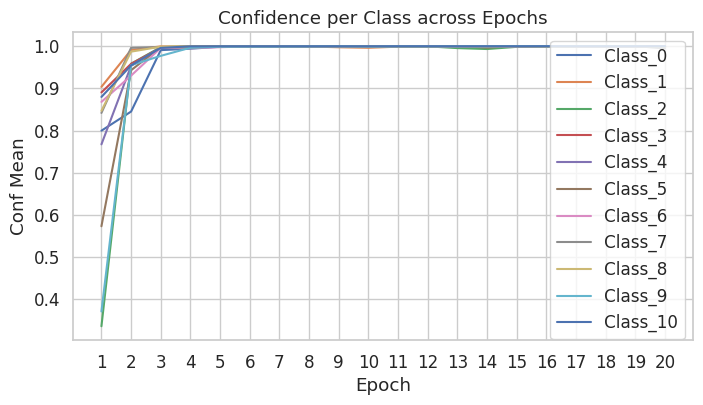 Confidence per Class across Epochs
1.0
0.9
0.8
0.7
0.6
0.5
0.4
Conf Mean
1 2 3 4 5 6 7 8 9 10 11 12 13 14 15 16 17 18 19 20
Epoch
Class_0
Class_1
Class_2
Class_3
Class_4
Class_5
Class_6
Class_7
Class_8
Class_9
Class_10